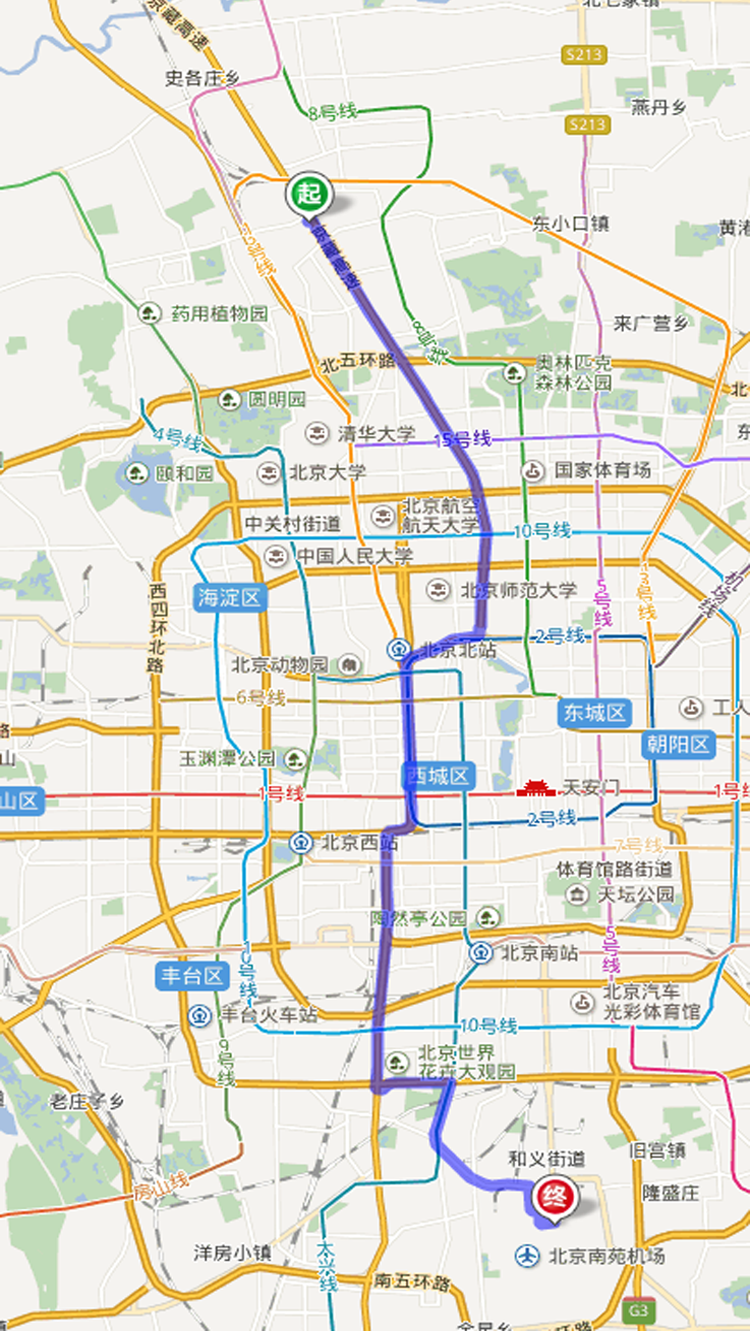 北七家镇
京藏高速
S213
史各庄乡
燕丹乡
8号线
S213
起
东小口镇
黄港
京藏高速
13号线
药用植物园
来广营乡
8号线
北五环路
奥林匹克
森林公园
北
圆明园
清华大学
15号线
东
4号线
颐和园
北京大学
国家体育场
北京航空
航天大学
中关村街道
10号线
中国人民大学
机场线
海淀区
西四环北路
北京师范大学
5号线
13号线
2号线
北京北站
北京动物园
6号线
东城区
工人
路
朝阳区
山
玉渊潭公园
西城区
天安门
山区
1号线
1号线
2号线
北京西站
7号线
体育馆路街道
天坛公园
陶然亭公园
5号线
北京南站
丰台区
10号线
北京汽车
光彩体育馆
丰台火车站
10号线
9号线
北京世界
花卉大观园
老庄子乡
和义街道
旧宫镇
房山线
终
隆盛庄
洋房小镇
大兴线
北京南苑机场
南五环路
G3
金星乡
环路